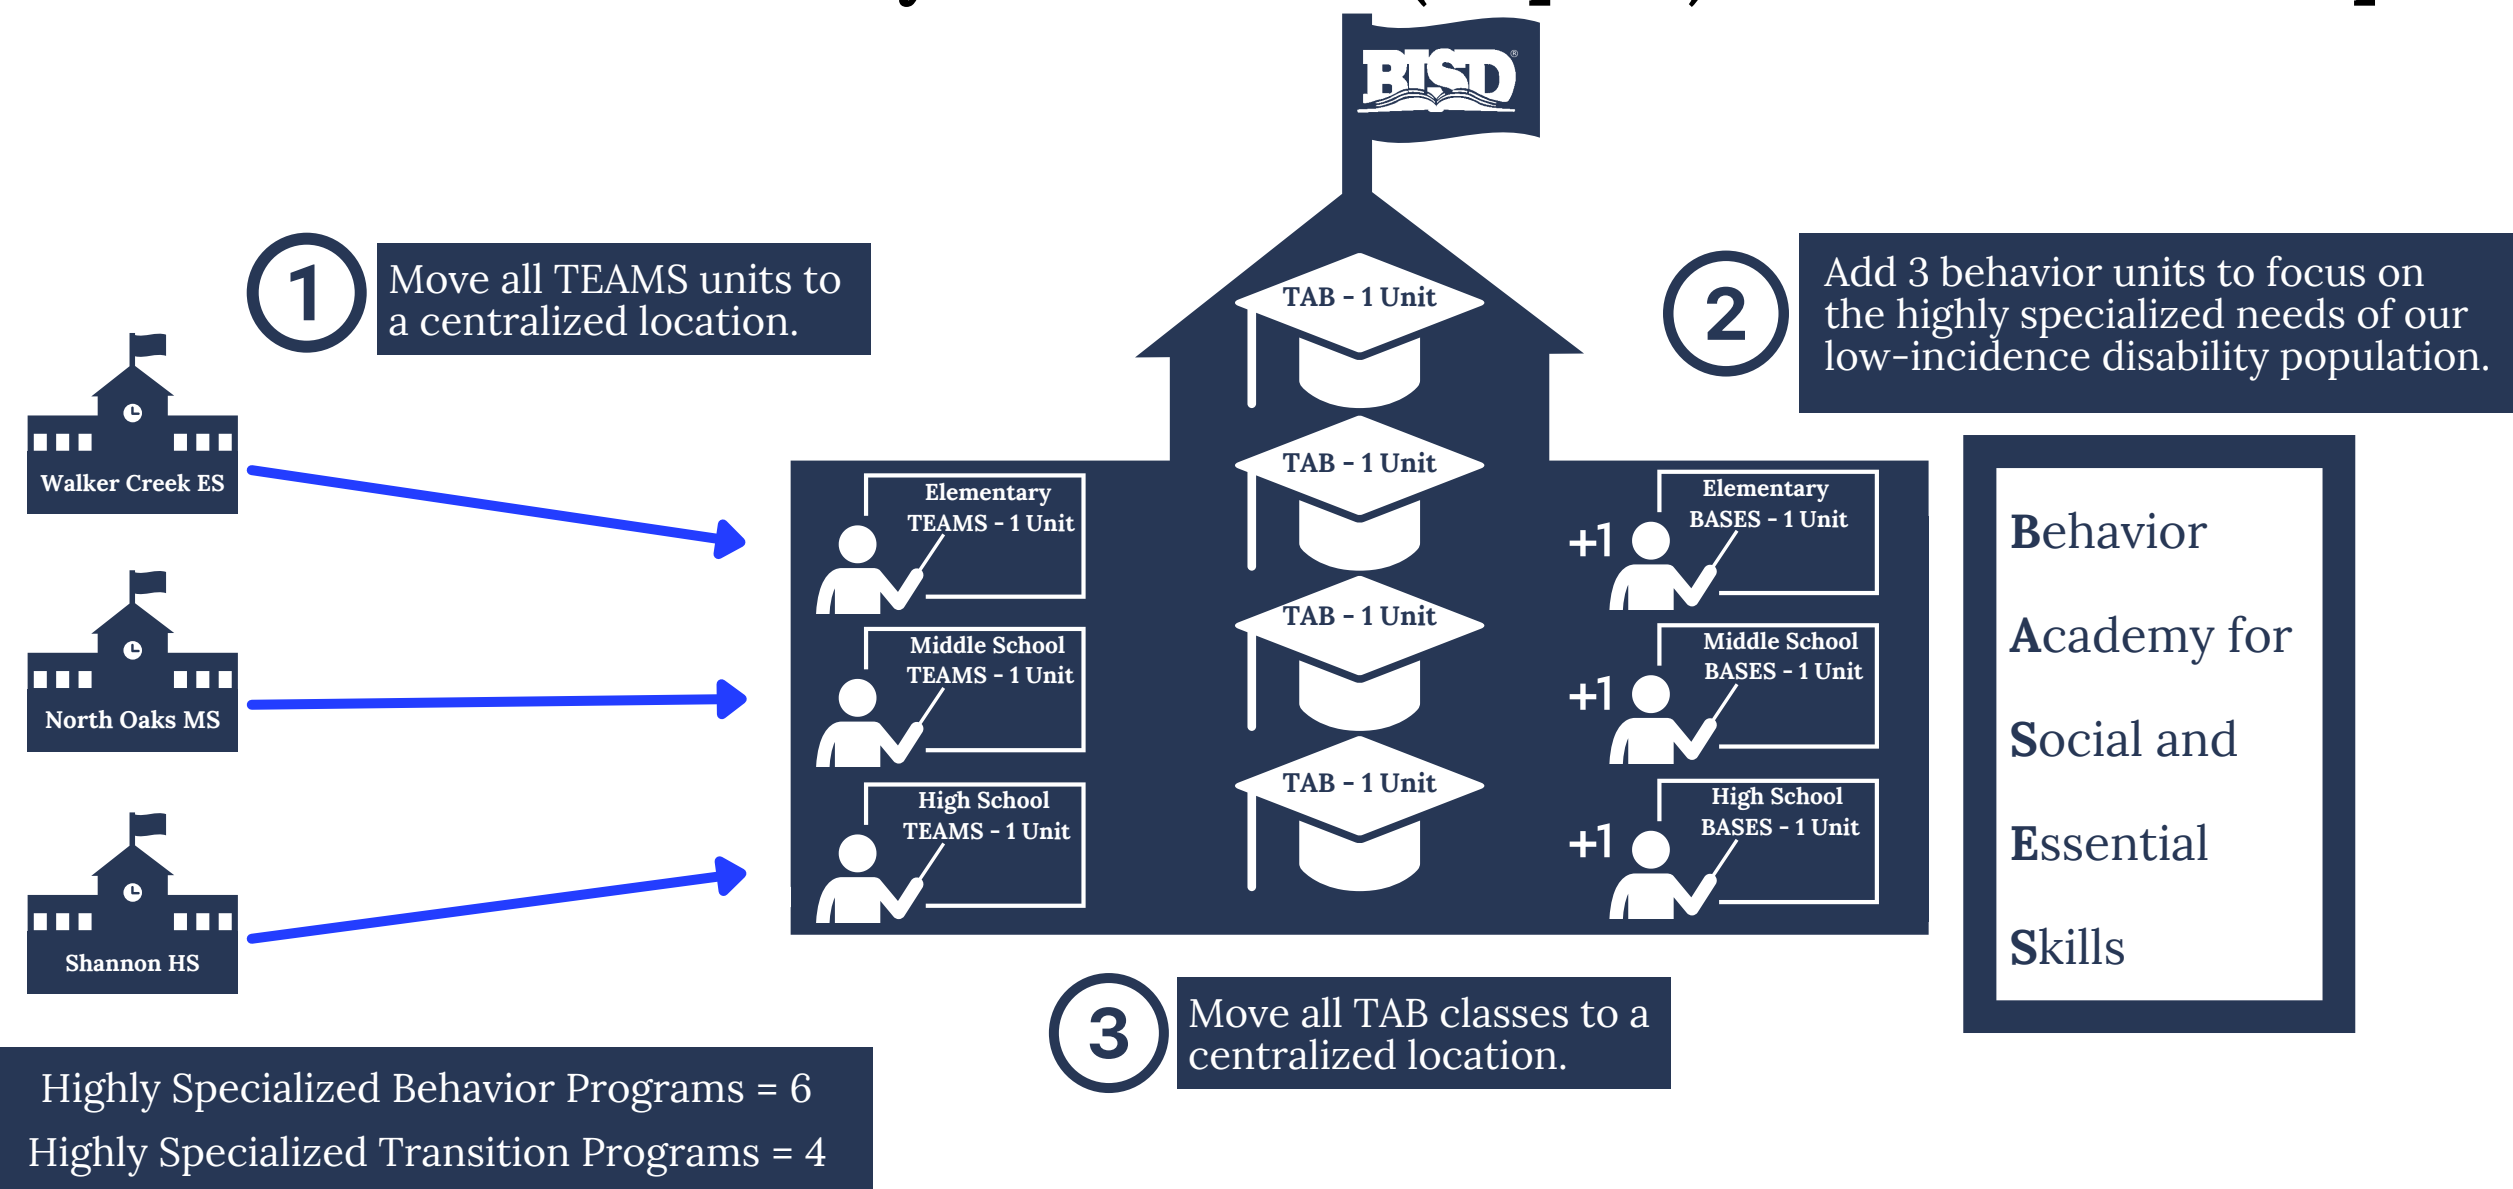 BISD®
1
Move all TEAMS units to
a centralized location.
2
Add 3 behavior units to focus on
the highly specialized needs of our
low-incidence disability population.
Walker Creek ES
North Oaks MS
Shannon HS
TAB - 1 Unit
TAB - 1 Unit
TAB - 1 Unit
TAB - 1 Unit
Elementary
TEAMS - 1 Unit
Middle School
TEAMS - 1 Unit
High School
TEAMS - 1 Unit
+1
Elementary
BASES - 1 Unit
+1
Middle School
BASES - 1 Unit
+1
High School
BASES - 1 Unit
Behavior
Academy for
Social and
Essential
Skills
3
Move all TAB classes to a
centralized location.
Highly Specialized Behavior Programs = 6
Highly Specialized Transition Programs = 4